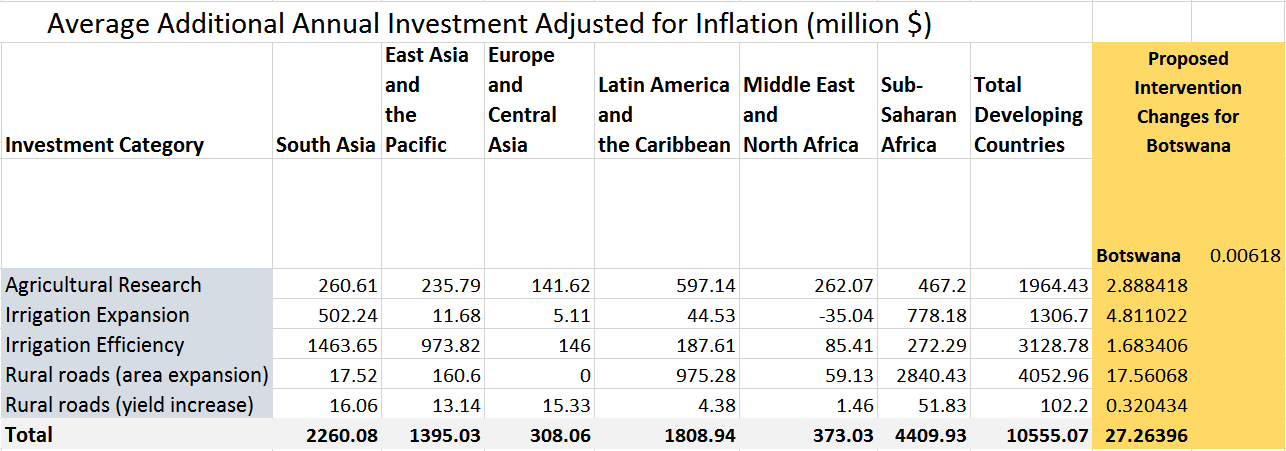 Average Additional Annual Investment Adjusted for Inflation (million $)
Investment Category South Asia East Asia and the Pacific Europe and Central Asia Latin America and the Caribbean Middle East and North Africa Sub-Saharan Africa Total Developing Countries Proposed Intervention Changes for Botswana
Botswana 0.00618
Agricultural Research 260.61 235.79 141.62 597.14 262.07 467.2 1964.43 2.888418
Irrigation Expansion 502.24 11.68 5.11 44.53 -35.04 778.18 1306.7 4.811022
Irrigation Efficiency 1463.65 973.82 146 187.61 85.41 272.29 3128.78 1.683406
Rural roads (area expansion) 17.52 160.6 0 975.28 59.13 2840.43 4052.96 17.56068
Rural roads (yield increase) 16.06 13.14 15.33 4.38 1.46 51.83 102.2 0.320434
Total 2260.08 1395.03 308.06 1808.94 373.03 4409.93 10555.07 27.26396